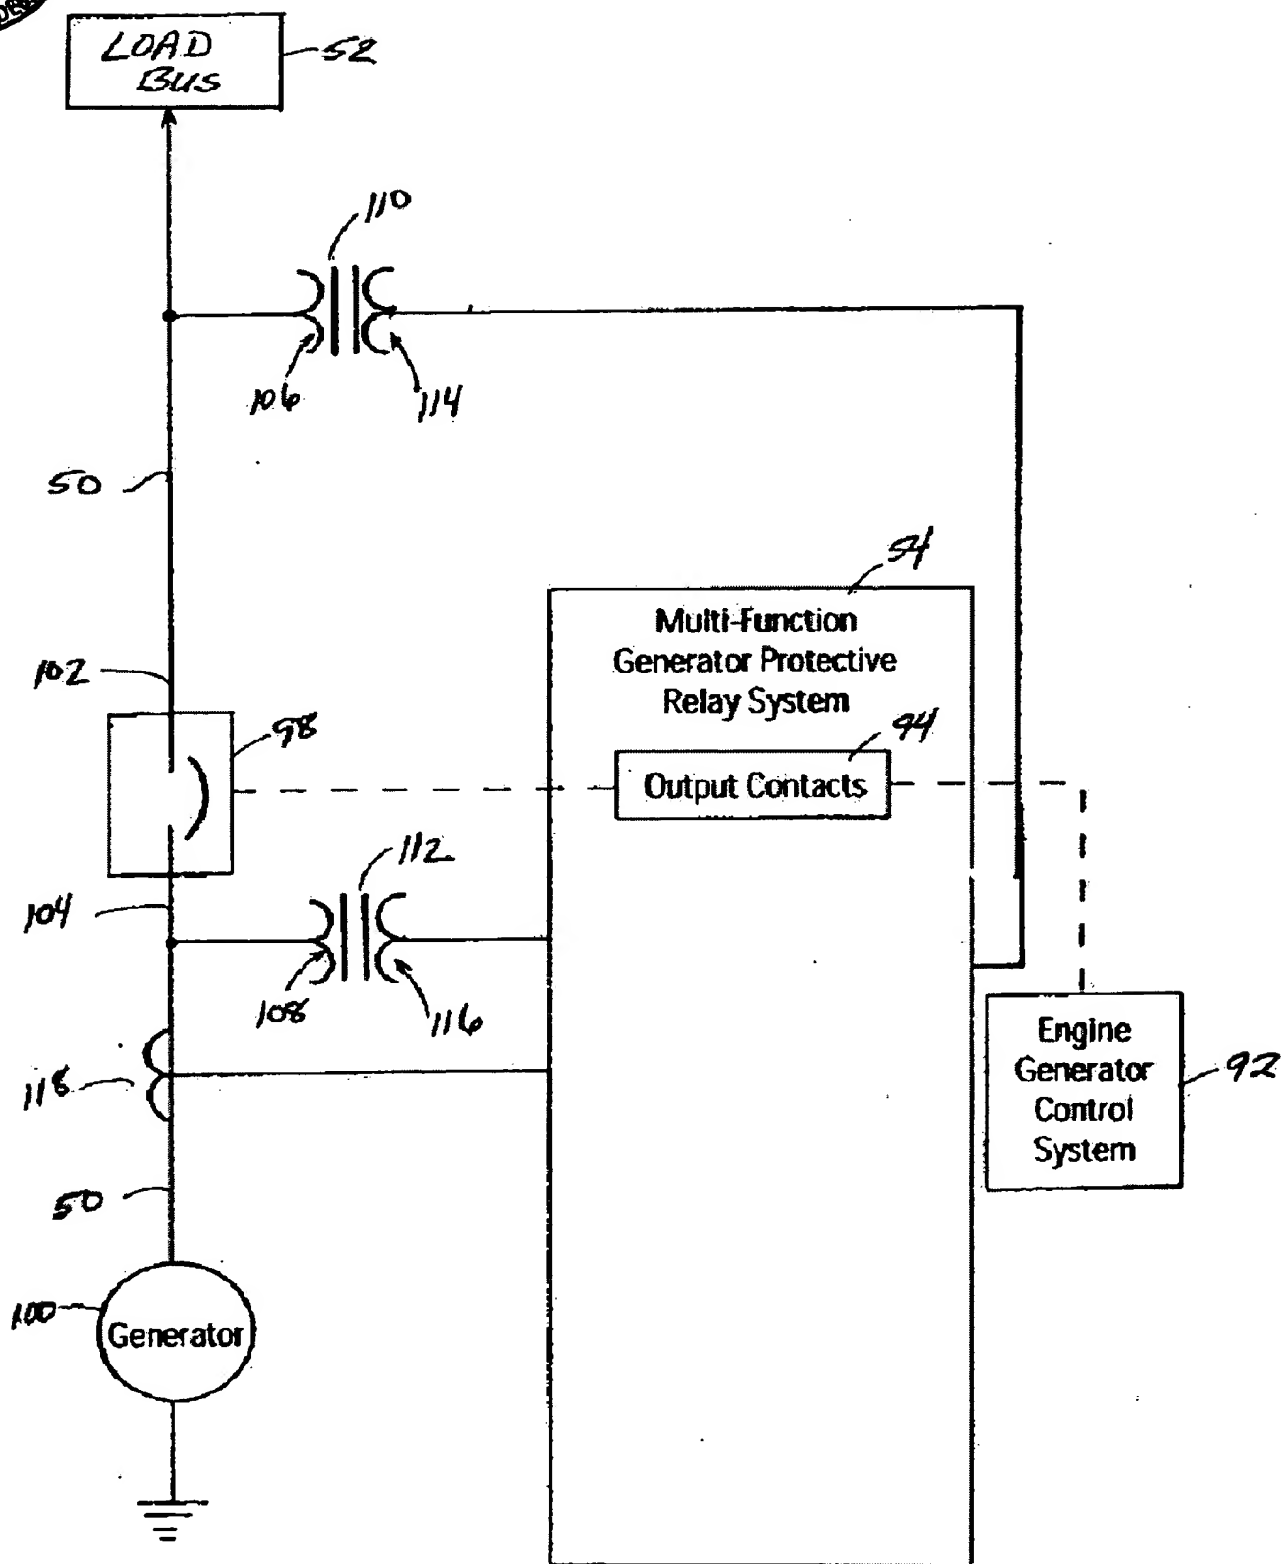 LOAD
BUS
52
110
106
114
50
54
Multi-Function
Generator Protective
Relay System
102
98
94
Output Contacts
112
104
108
116
118
Engine
Generator
Control
System
92
50
100
Generator